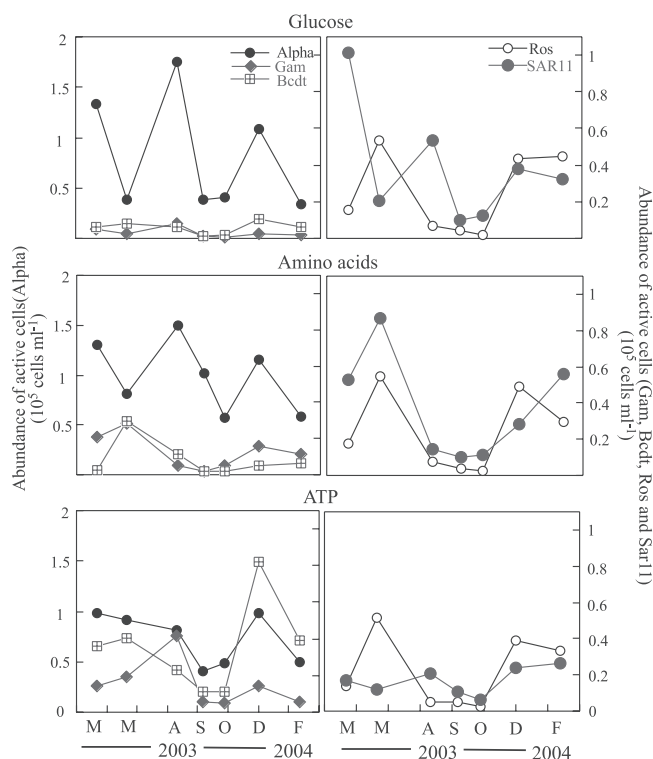 Glucose
2
1.5
1
0.5
Alpha
Gam
Bcdt
Ros
SAR11
1
0.8
0.6
0.4
0.2
Amino acids
2
1.5
1
0.5
1
0.8
0.6
0.4
0.2
ATP
2
1.5
1
0.5
0
1
0.8
0.6
0.4
0.2
0
M M A S O D F
2003 2004
M M A S O D F
2003 2004
Abundance of active cells(Alpha)
(10⁵ cells ml⁻¹)
Abundance of active cells (Gam, Bcdt, Ros and Sar11)
(10⁵ cells ml⁻¹)